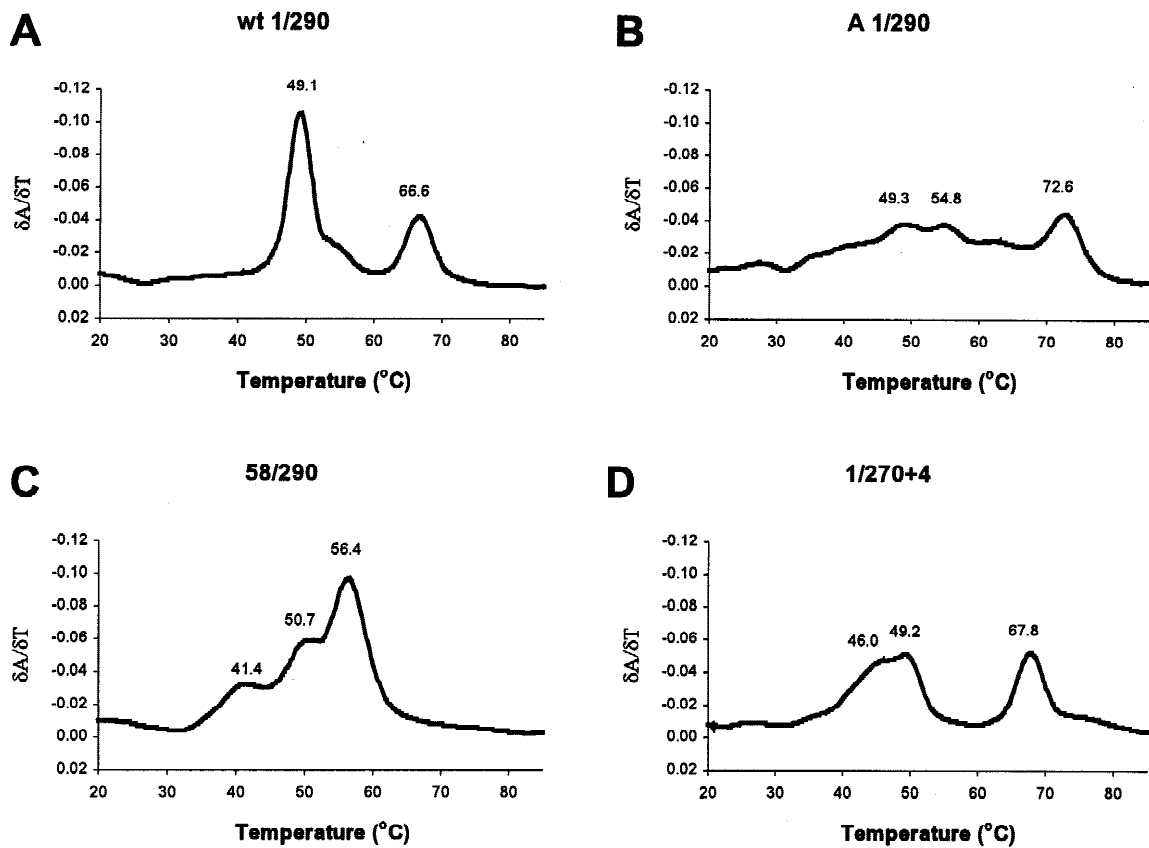 A
wt 1/290
-0.12
-0.10
-0.08
-0.06
-0.04
-0.02
0.00
0.02
δA/δT
49.1
66.6
20 30 40 50 60 70 80
Temperature (°C)
B
A 1/290
-0.12
-0.10
-0.08
-0.06
-0.04
-0.02
0.00
0.02
δA/δT
49.3 54.8 72.6
20 30 40 50 60 70 80
Temperature (°C)
C
58/290
-0.12
-0.10
-0.08
-0.06
-0.04
-0.02
0.00
0.02
δA/δT
41.4
50.7
56.4
20 30 40 50 60 70 80
Temperature (°C)
D
1/270+4
-0.12
-0.10
-0.08
-0.06
-0.04
-0.02
0.00
0.02
δA/δT
46.0 49.2 67.8
20 30 40 50 60 70 80
Temperature (°C)